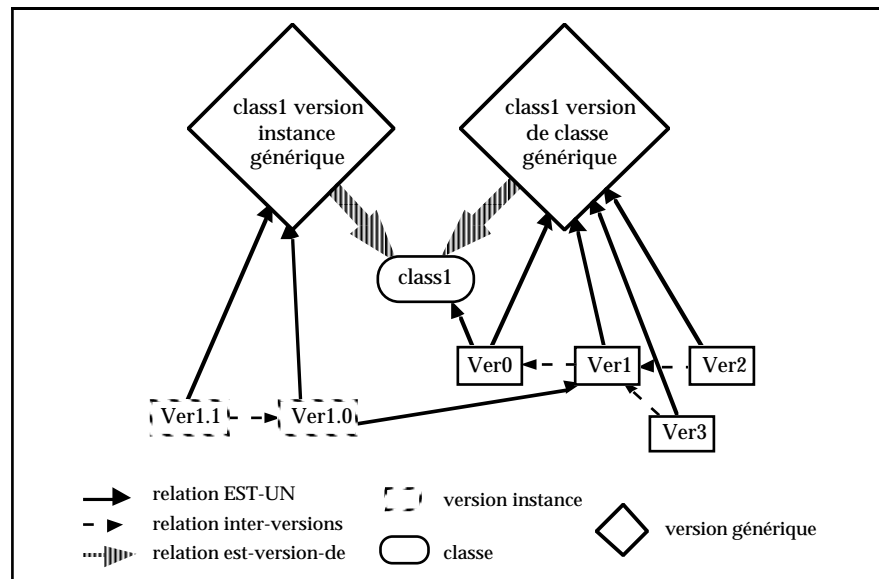 class1 version
instance
générique
class1 version
de classe
générique
class1
Ver0
Ver1
Ver2
Ver1.1
Ver1.0
Ver3
relation EST-UN
version instance
relation inter-versions
version générique
relation est-version-de
classe